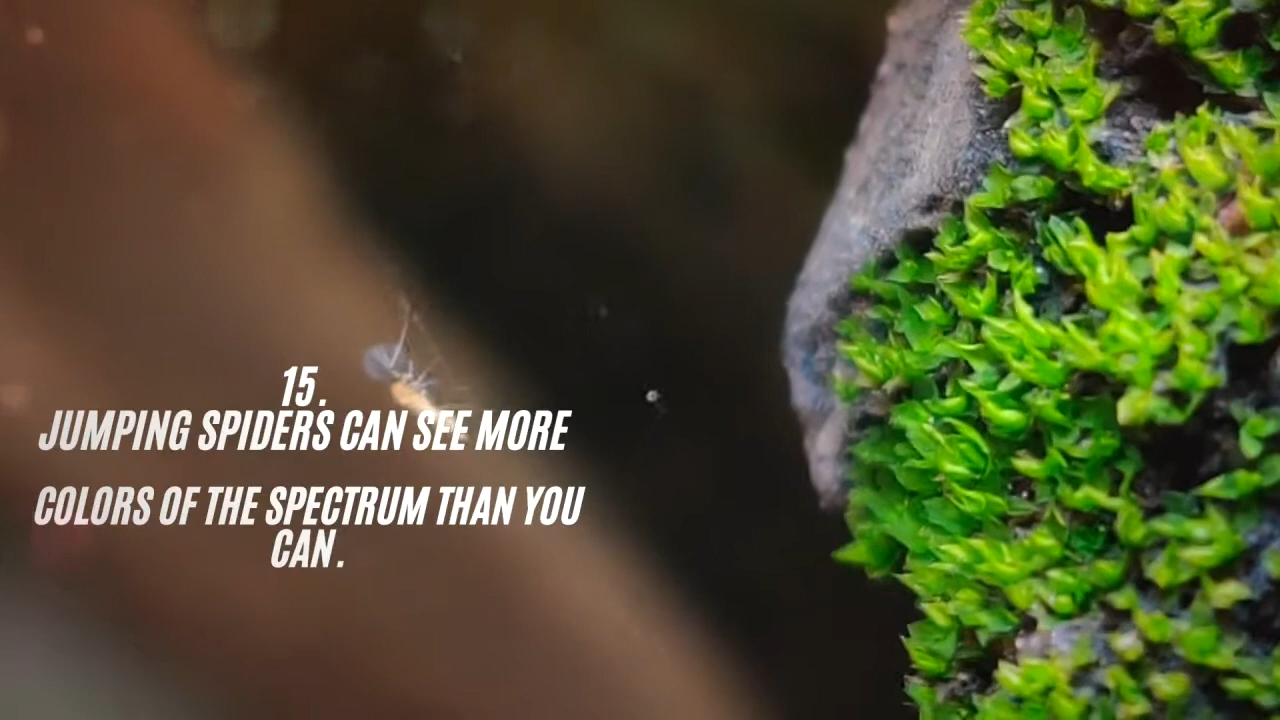 15.
JUMPING SPIDERS CAN SEE MORE
COLORS OF THE SPECTRUM THAN YOU
CAN.